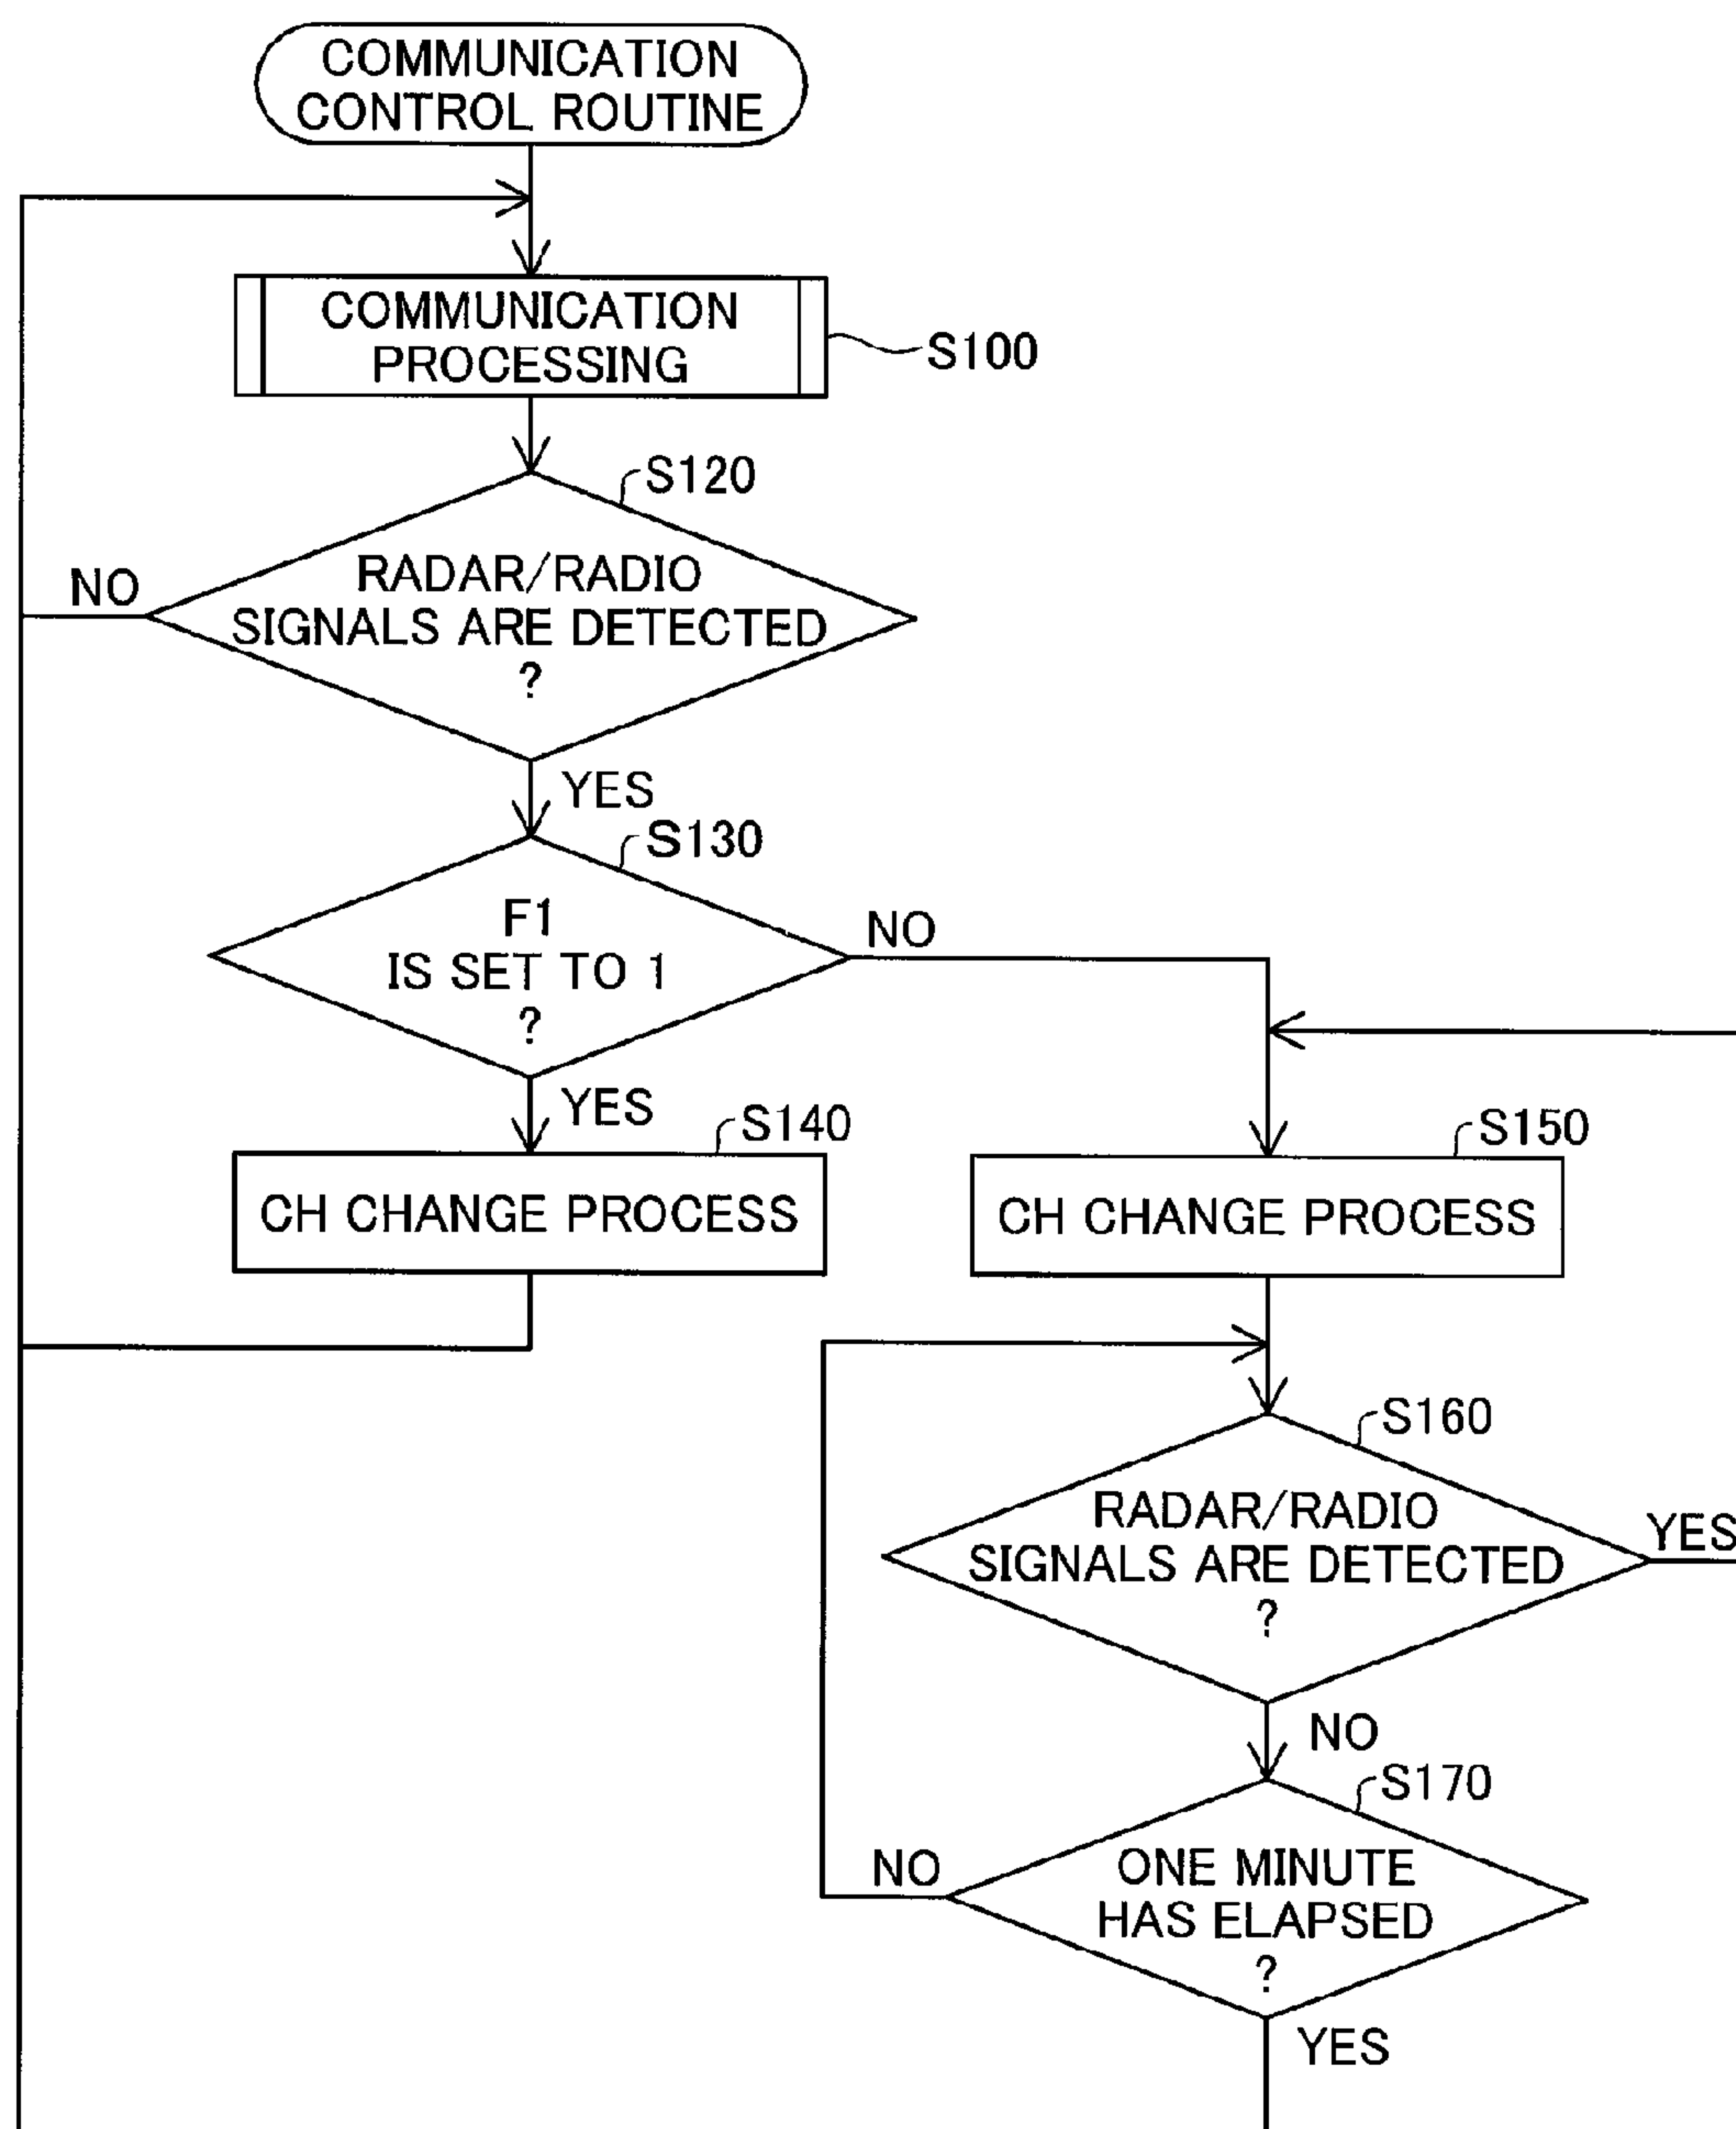 COMMUNICATION
CONTROL ROUTINE
COMMUNICATION
PROCESSING
S100
S120
RADAR/RADIO
SIGNALS ARE DETECTED
?
NO
YES
S130
F1
IS SET TO 1
?
NO
YES
S140
CH CHANGE PROCESS
S150
CH CHANGE PROCESS
S160
RADAR/RADIO
SIGNALS ARE DETECTED
?
YES
NO
S170
ONE MINUTE
HAS ELAPSED
?
NO
YES